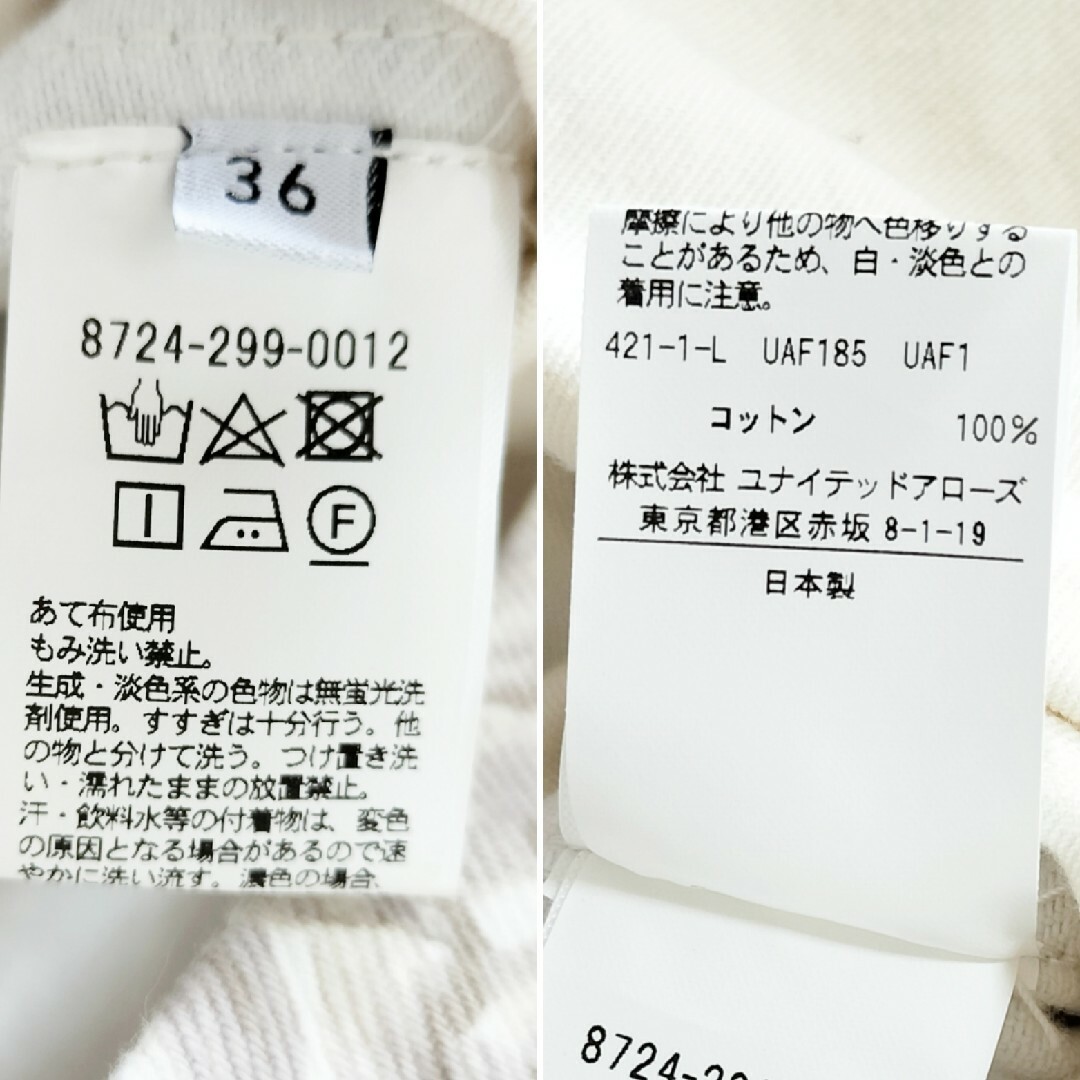 36
8724-299-0012
F
あて布使用
もみ洗い禁止。
生成・淡色系の色物は無蛍光洗
剤使用。すすぎは十分行う。他
の物と分けて洗う。つけ置き洗
い・濡れたままの放置禁止。
汗・飲料水等の付着物は、変色
の原因となる場合があるので速
やかに洗い流す。濃色の場合、
摩擦により他の物へ色移りする
ことがあるため、白・淡色との
着用に注意。
421-1-L UAF185 UAF1
コットン 100%
株式会社 ユナイテッドアローズ
東京都港区赤坂 8-1-19
日本製
8724-29